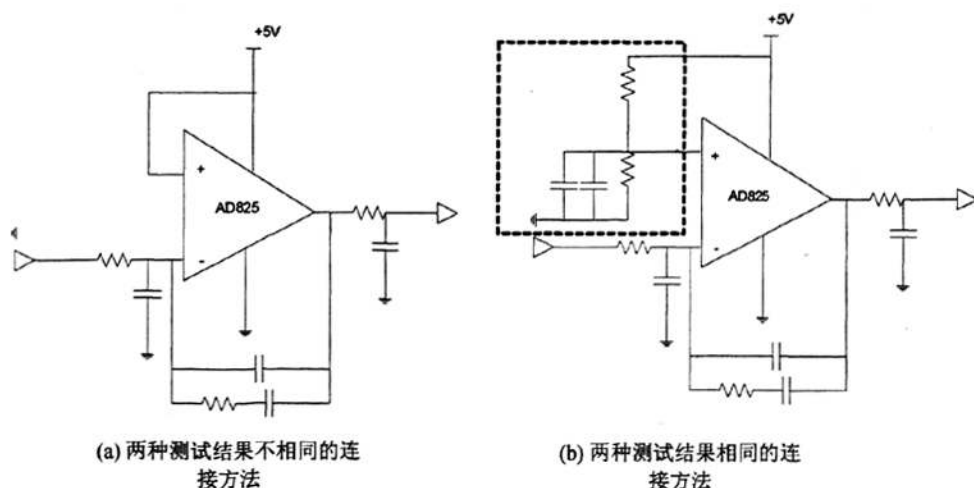 +5V
+
AD825
-
(a) 两种测试结果不相同的连
接方法
+5V
+
AD825
-
(b) 两种测试结果相同的连
接方法